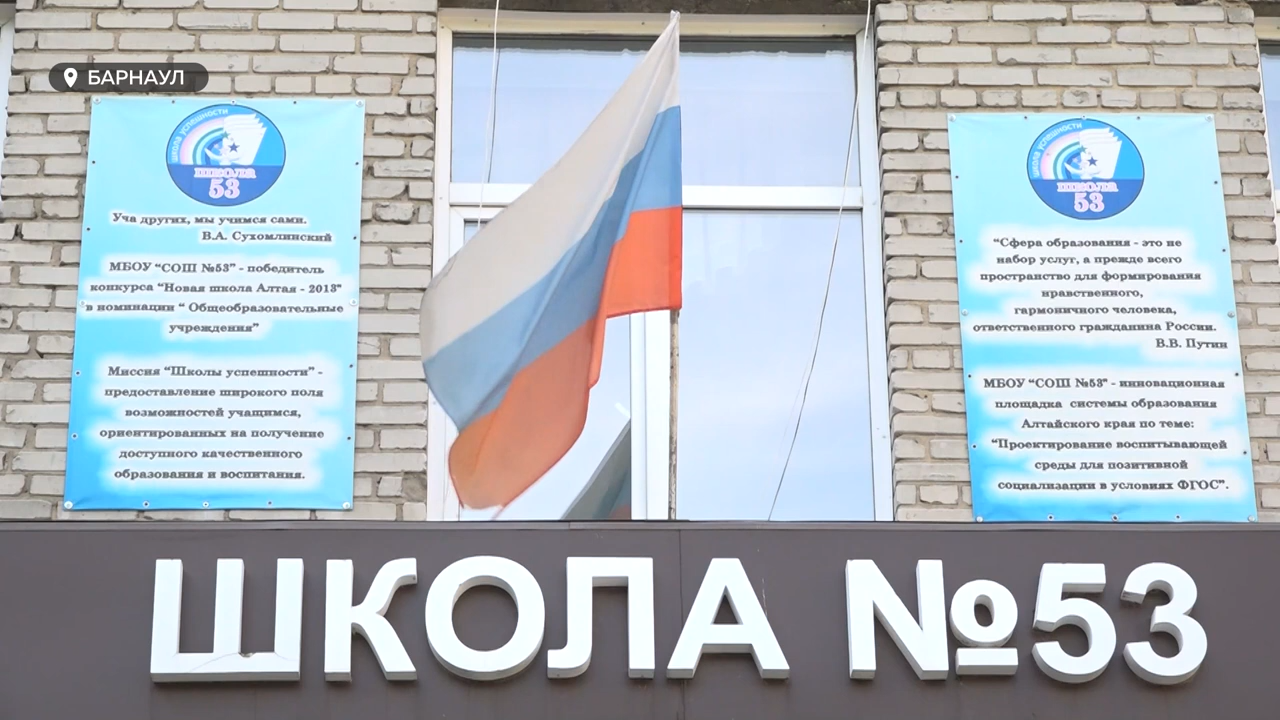 БАРНАУЛ
школа успешности
ШКОЛА
53
Уча других, мы учимся сами.
В.А. Сухомлинский
МБОУ "СОШ №53" - победитель
конкурса "Новая школа Алтая - 2013"
в номинации " Общеобразовательные
учреждения"
Миссия "Школы успешности" -
предоставление широкого поля
возможностей учащимся,
ориентированных на получение
доступного качественного
образования и воспитания.
школа успешности
ШКОЛА
53
"Сфера образования - это не
набор услуг, а прежде всего
пространство для формирования
нравственного,
гармоничного человека,
ответственного гражданина России.
В.В. Путин
МБОУ "СОШ №53" - инновационная
площадка системы образования
Алтайского края по теме:
"Проектирование воспитывающей
среды для позитивной
социализации в условиях ФГОС".
ШКОЛА №53